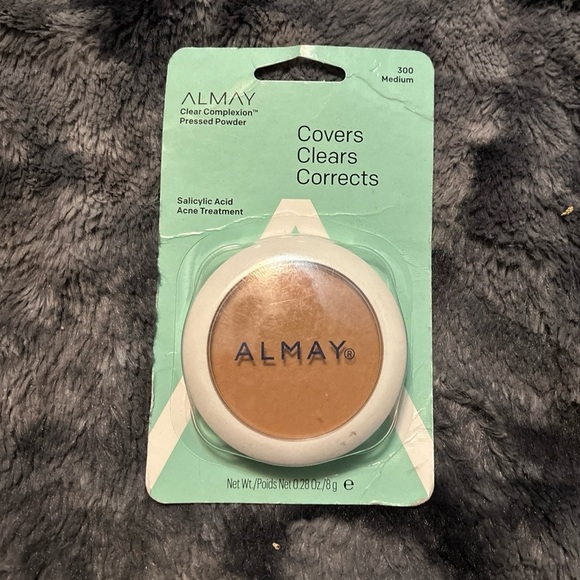 300
Medium
ALMAY
Clear Complexion™
Pressed Powder
Covers
Clears
Corrects
Salicylic Acid
Acne Treatment
ALMAY®
Net Wt./Poids Net 0.28 Oz./8 g ℮